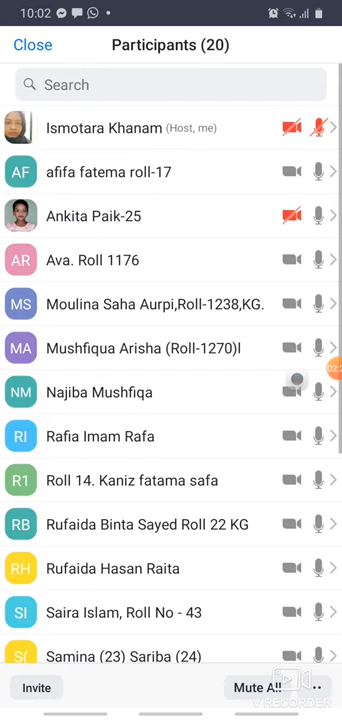 10:02
Close Participants (20)
Search
Ismotara Khanam (Host, me)
AF afifa fatema roll-17
Ankita Paik-25
AR Ava. Roll 1176
MS Moulina Saha Aurpi,Roll-1238,KG.
MA Mushfiqua Arisha (Roll-1270)l
NM Najiba Mushfiqa
RI Rafia Imam Rafa
R1 Roll 14. Kaniz fatama safa
RB Rufaida Binta Sayed Roll 22 KG
RH Rufaida Hasan Raita
SI Saira Islam, Roll No - 43
S( Samina (23) Sariba (24)
Invite Mute All
V RECORDER